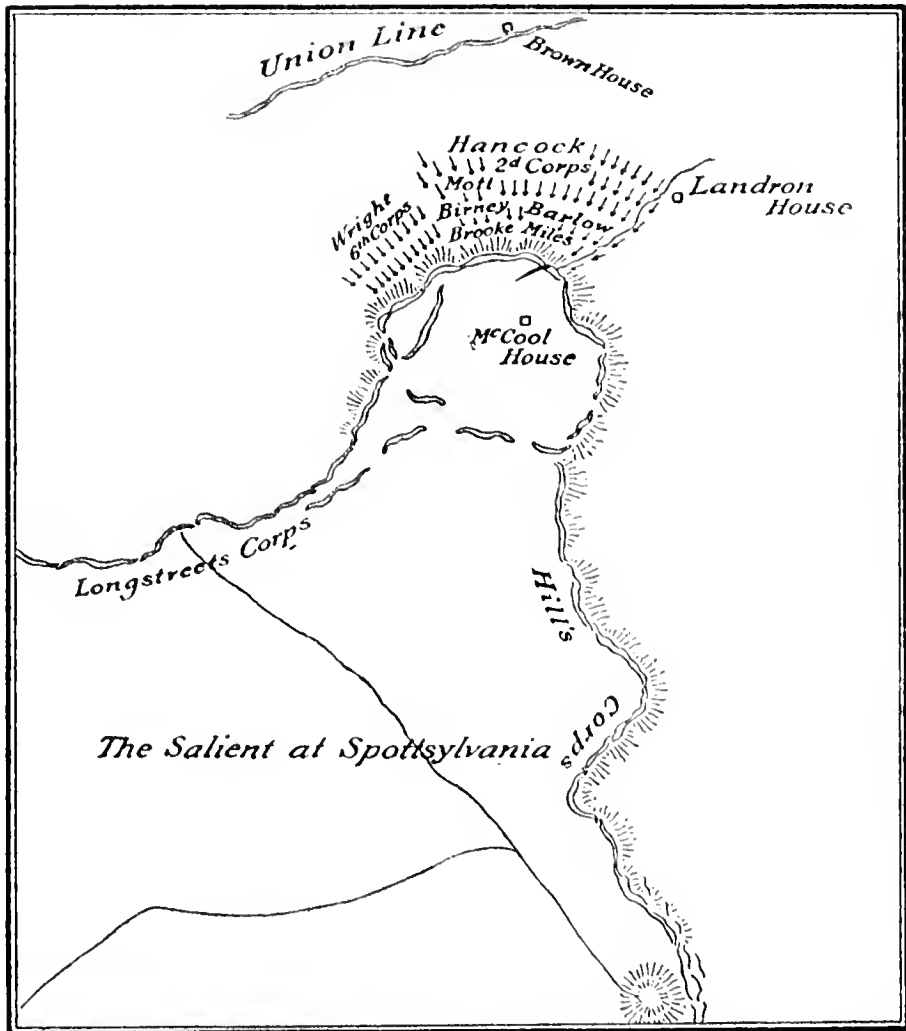 Union Line
Brown House
Hancock
2d Corps
Mott
Wright
6th Corps
Birney Barlow
Brooke Miles
Landron
House
McCool
House
Longstreets Corps
Hill's
Corps
The Salient at Spottsylvania